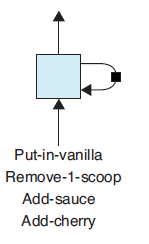 Put-in-vanilla
Remove-1-scoop
Add-sauce
Add-cherry